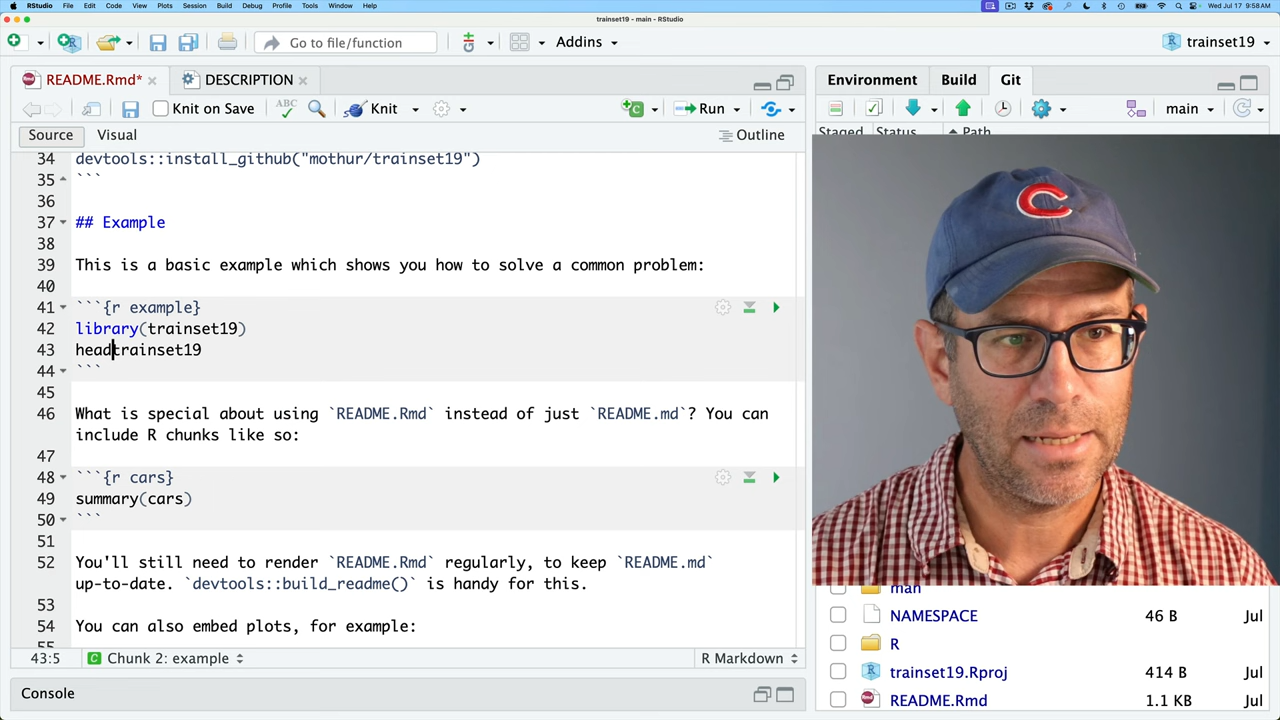 RStudio File Edit Code View Plots Session Build Debug Profile Tools Window Help Wed Jul 17 9:58 AM
trainset19 - main - RStudio
Go to file/function Addins trainset19
README.Rmd* DESCRIPTION
Knit on Save ABC Knit Run
Source Visual Outline
34 devtools::install_github("mothur/trainset19")
35 ```
36
37 ## Example
38
39 This is a basic example which shows you how to solve a common problem:
40
41 ```{r example}
42 library(trainset19)
43 headtrainset19
44 ```
45
46 What is special about using `README.Rmd` instead of just `README.md`? You can
include R chunks like so:
47
48 ```{r cars}
49 summary(cars)
50 ```
51
52 You'll still need to render `README.Rmd` regularly, to keep `README.md`
up-to-date. `devtools::build_readme()` is handy for this.
53
54 You can also embed plots, for example:
55
43:5 Chunk 2: example R Markdown
Console
Environment Build Git
main
Staged Status Path
C
man
NAMESPACE 46 B Jul
R
trainset19.Rproj 414 B Jul
README.Rmd 1.1 KB Jul